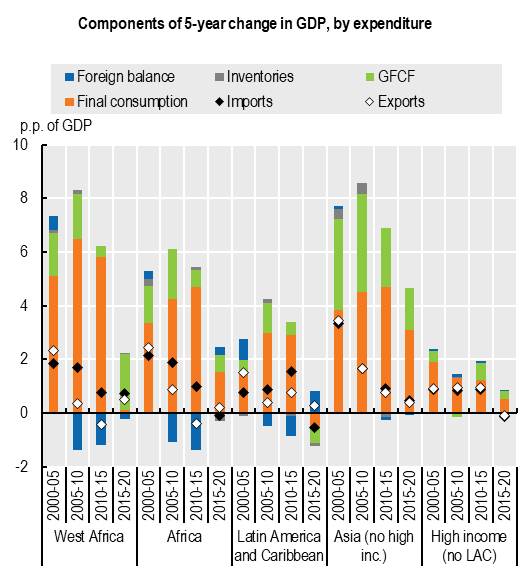 Components of 5-year change in GDP, by expenditure
Foreign balance
Inventories
GFCF
Final consumption
Imports
Exports
p.p. of GDP
10
8
6
4
2
0
-2
2000-05
2005-10
2010-15
2015-20
2000-05
2005-10
2010-15
2015-20
2000-05
2005-10
2010-15
2015-20
2000-05
2005-10
2010-15
2015-20
2000-05
2005-10
2010-15
2015-20
West Africa
Africa
Latin America
and Caribbean
Asia (no high
inc.)
High income
(no LAC)